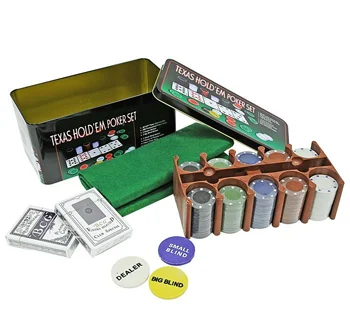 TEXAS HOLD'EM POKER SET
TEXAS HOLD'EM POKER SET
SMALL
BLIND
DEALER
BIG BLIND